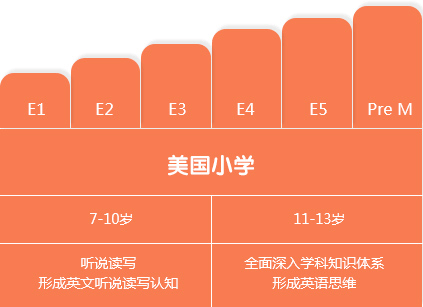 E1
E2
E3
E4
E5
Pre M
美国小学
7-10岁
11-13岁
听说读写
形成英文听说读写认知
全面深入学科知识体系
形成英语思维